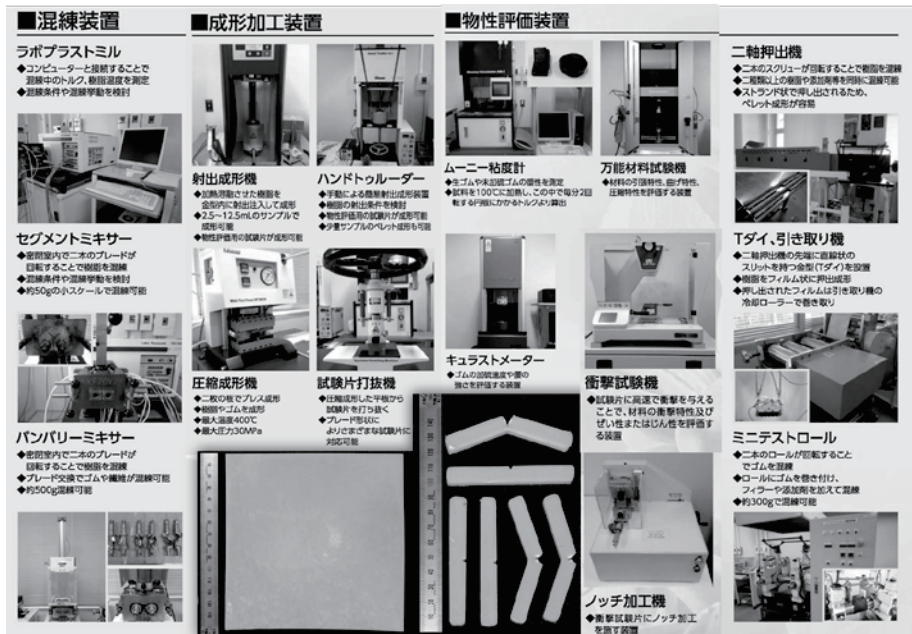 ■混練装置
ラボプラストミル
◆コンピューターと接続することで
混練中のトルク、樹脂温度を測定
◆混練条件や混練挙動を検討
セグメントミキサー
◆密閉室内で二本のブレードが
回転することで樹脂を混練
◆混練条件や混練挙動を検討
◆約50gの小スケールで混練可能
バンバリーミキサー
◆密閉室内で二本のブレードが
回転することで樹脂を混練
◆ブレード交換でゴムや繊維が混練可能
◆約500g混練可能
■成形加工装置
射出成形機
◆加熱溶融させた樹脂を
金型内に射出注入して成形
◆2.5~12.5mLのサンプルで
成形可能
◆物性評価用の試験片が成形可能
ハンドトゥルーダー
◆手動による簡易射出成形装置
◆樹脂の射出条件を検討
◆物性評価用の試験片が成形可能
◆少量サンプルのペレット成形も可能
圧縮成形機
◆二枚の板でプレス成形
◆樹脂やゴムを成形
◆最大温度400℃
◆最大圧力30MPa
試験片打抜機
◆圧縮成形した平板から
試験片を打ち抜く
◆ブレード形状に
よりさまざまな試験片に
対応可能
■物性評価装置
ムーニー粘度計
◆生ゴムや未加硫ゴムの粘性を測定
◆試料を100℃に加熱し、この中で毎分2回
転する円板にかかるトルクより算出
万能材料試験機
◆材料の引張特性、曲げ特性、
圧縮特性を評価する装置
キュラストメーター
◆ゴムの加硫速度や硬の
強さを評価する装置
衝撃試験機
◆試験片に高速で衝撃を与える
ことで、材料の衝撃特性及び
ぜい性またはじん性を評価す
る装置
ノッチ加工機
◆衝撃試験片にノッチ加工
を施す装置
二軸押出機
◆二本のスクリューが回転することで樹脂を混練
◆二種類以上の樹脂や添加剤等を同時に混練可能
◆ストランド状で押し出されるため、
ペレット成形が容易
Tダイ、引き取り機
◆二軸押出機の先端に直線状の
スリットを持つ金型(Tダイ)を設置
◆樹脂をフィルム状に押出成形
◆押し出されたフィルムは引き取り機の
冷却ローラーで巻き取り
ミニテストロール
◆二本のロールが回転すること
でゴムを混練
◆ロールにゴムを巻き付け、
フィラーや添加剤を加えて混練
◆約300gで混練可能